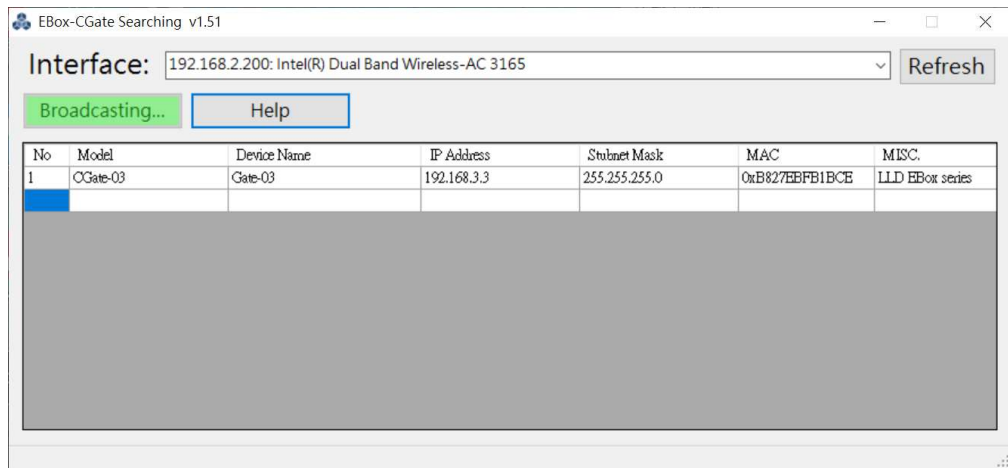 EBox-CGate Searching v1.51
Interface: 192.168.2.200: Intel(R) Dual Band Wireless-AC 3165 Refresh
Broadcasting... Help
No Model Device Name IP Address Stubnet Mask MAC MISC.
1 CGate-03 Gate-03 192.168.3.3 255.255.255.0 0xB827EBFB1BCE LLD EBox series